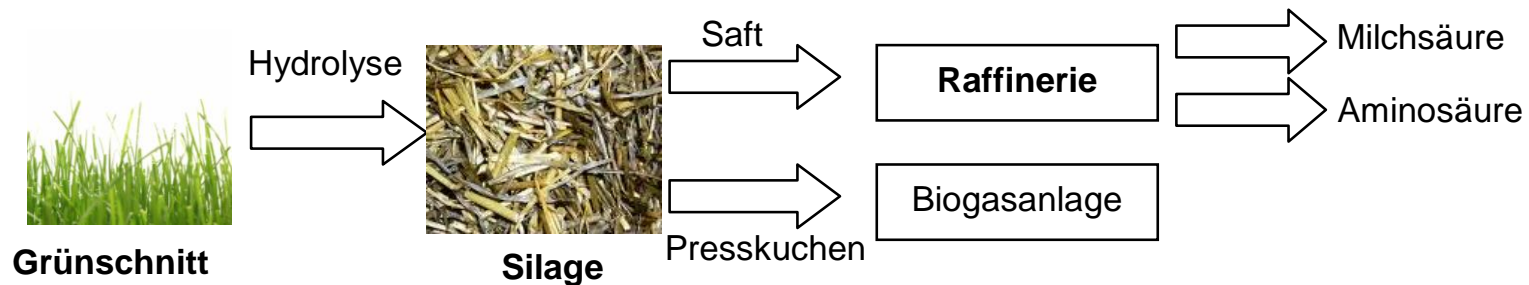 Grünschnitt
Hydrolyse
Silage
Saft
Presskuchen
Raffinerie
Biogasanlage
Milchsäure
Aminosäure